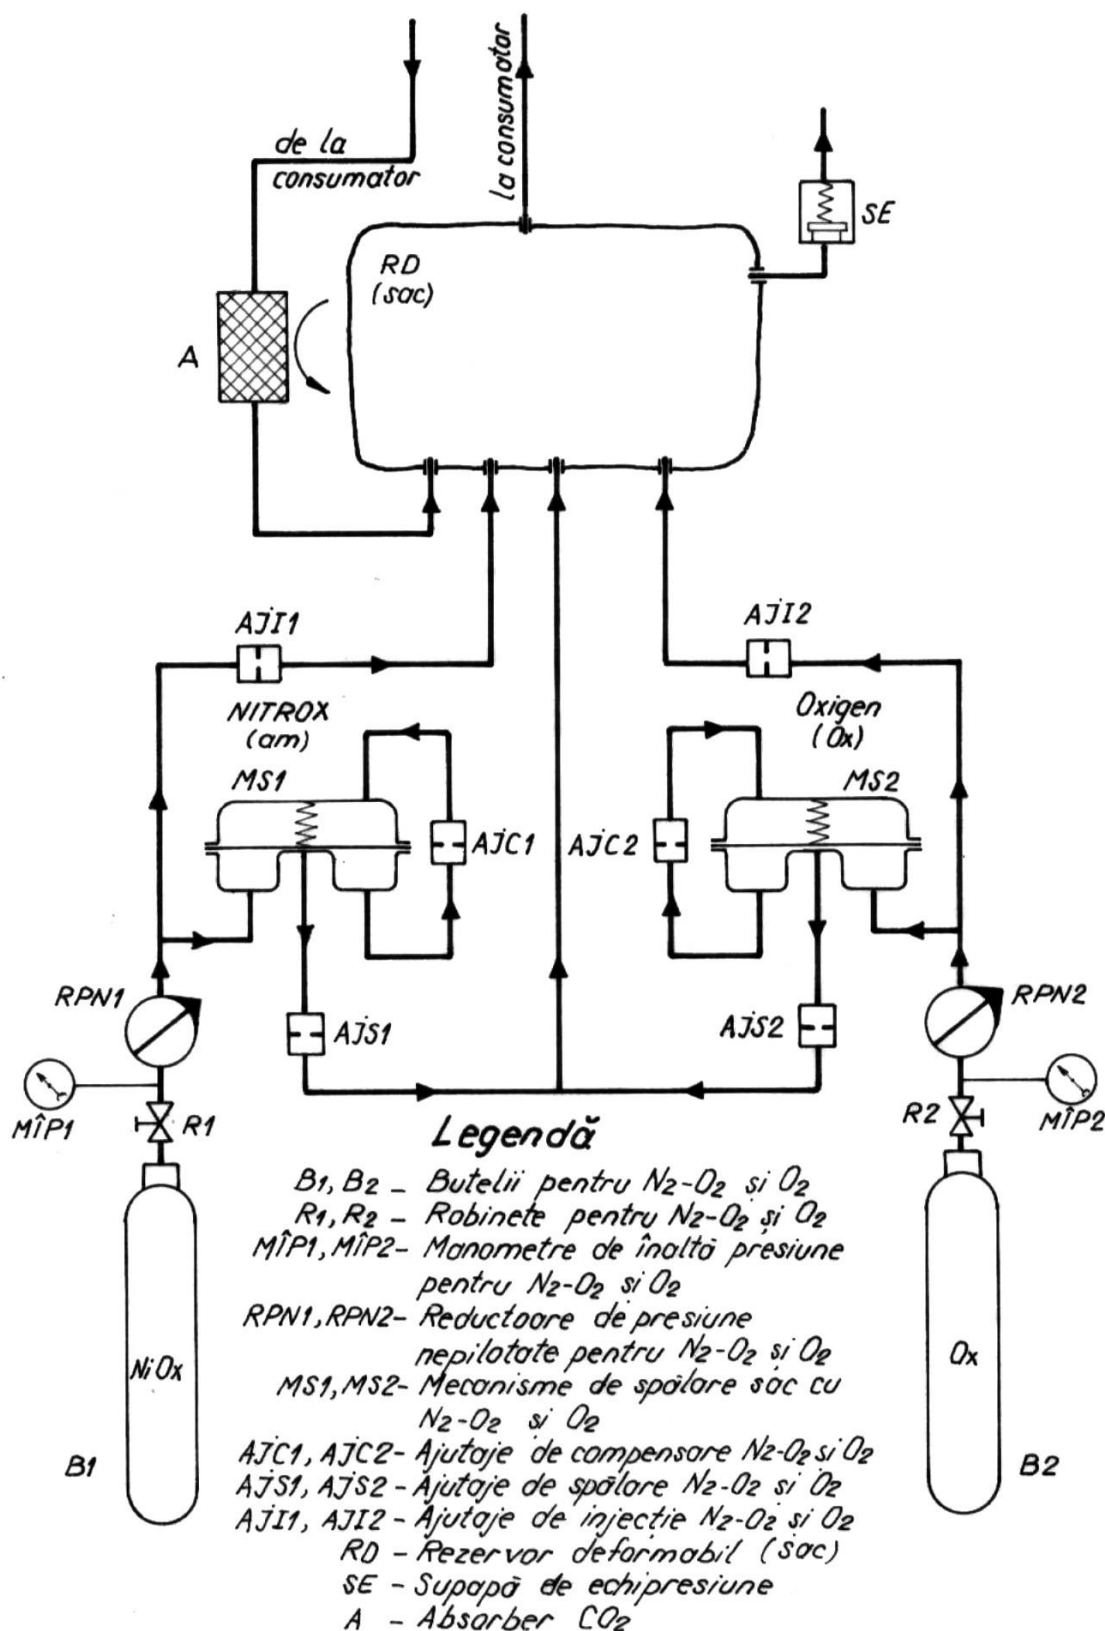 de la
consumator
la consumator
SE
RD
(sac)
A
AJI1
AJI2
NITROX
(am)
Oxigen
(Ox)
MS1
MS2
AJC1
AJC2
RPN1
RPN2
AJS1
AJS2
MÎP1
R1
R2
MÎP2
Legendă
B1, B2 – Butelii pentru N2-O2 și O2
R1, R2 – Robinete pentru N2-O2 și O2
MÎP1, MÎP2 – Manometre de înaltă presiune
pentru N2-O2 și O2
RPN1, RPN2 – Reductoare de presiune
nepilotate pentru N2-O2 și O2
MS1, MS2 – Mecanisme de spălare sac cu
N2-O2 și O2
AJC1, AJC2 – Ajutaje de compensare N2-O2 și O2
AJS1, AJS2 – Ajutaje de spălare N2-O2 și O2
AJI1, AJI2 – Ajutaje de injecție N2-O2 și O2
RD – Rezervor deformabil (sac)
SE – Supapă de echipresiune
A – Absorber CO2
NiOx
Ox
B1
B2